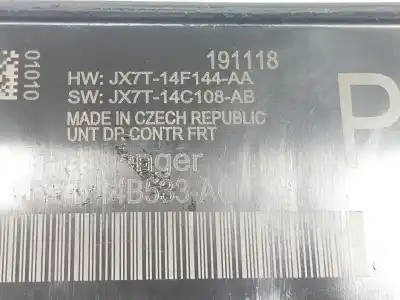 01010
191118
HW: JX7T-14F144-AA
SW: JX7T-14C108-AB
MADE IN CZECH REPUBLIC
UNT DR CONTR FRT
P